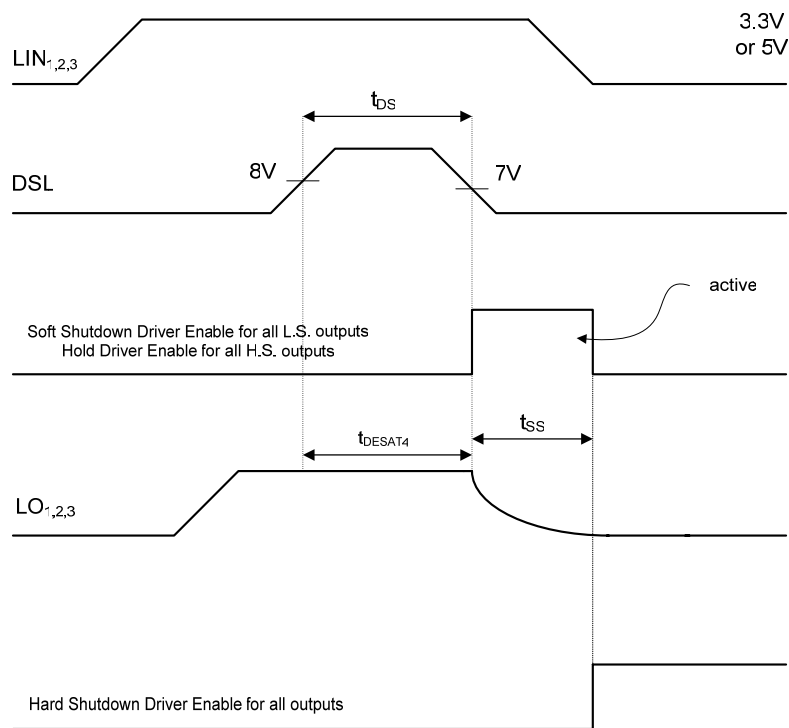 3.3V
or 5V
LIN1,2,3
tDS
8V
7V
DSL
active
Soft Shutdown Driver Enable for all L.S. outputs
Hold Driver Enable for all H.S. outputs
tSS
tDESAT4
LO1,2,3
Hard Shutdown Driver Enable for all outputs